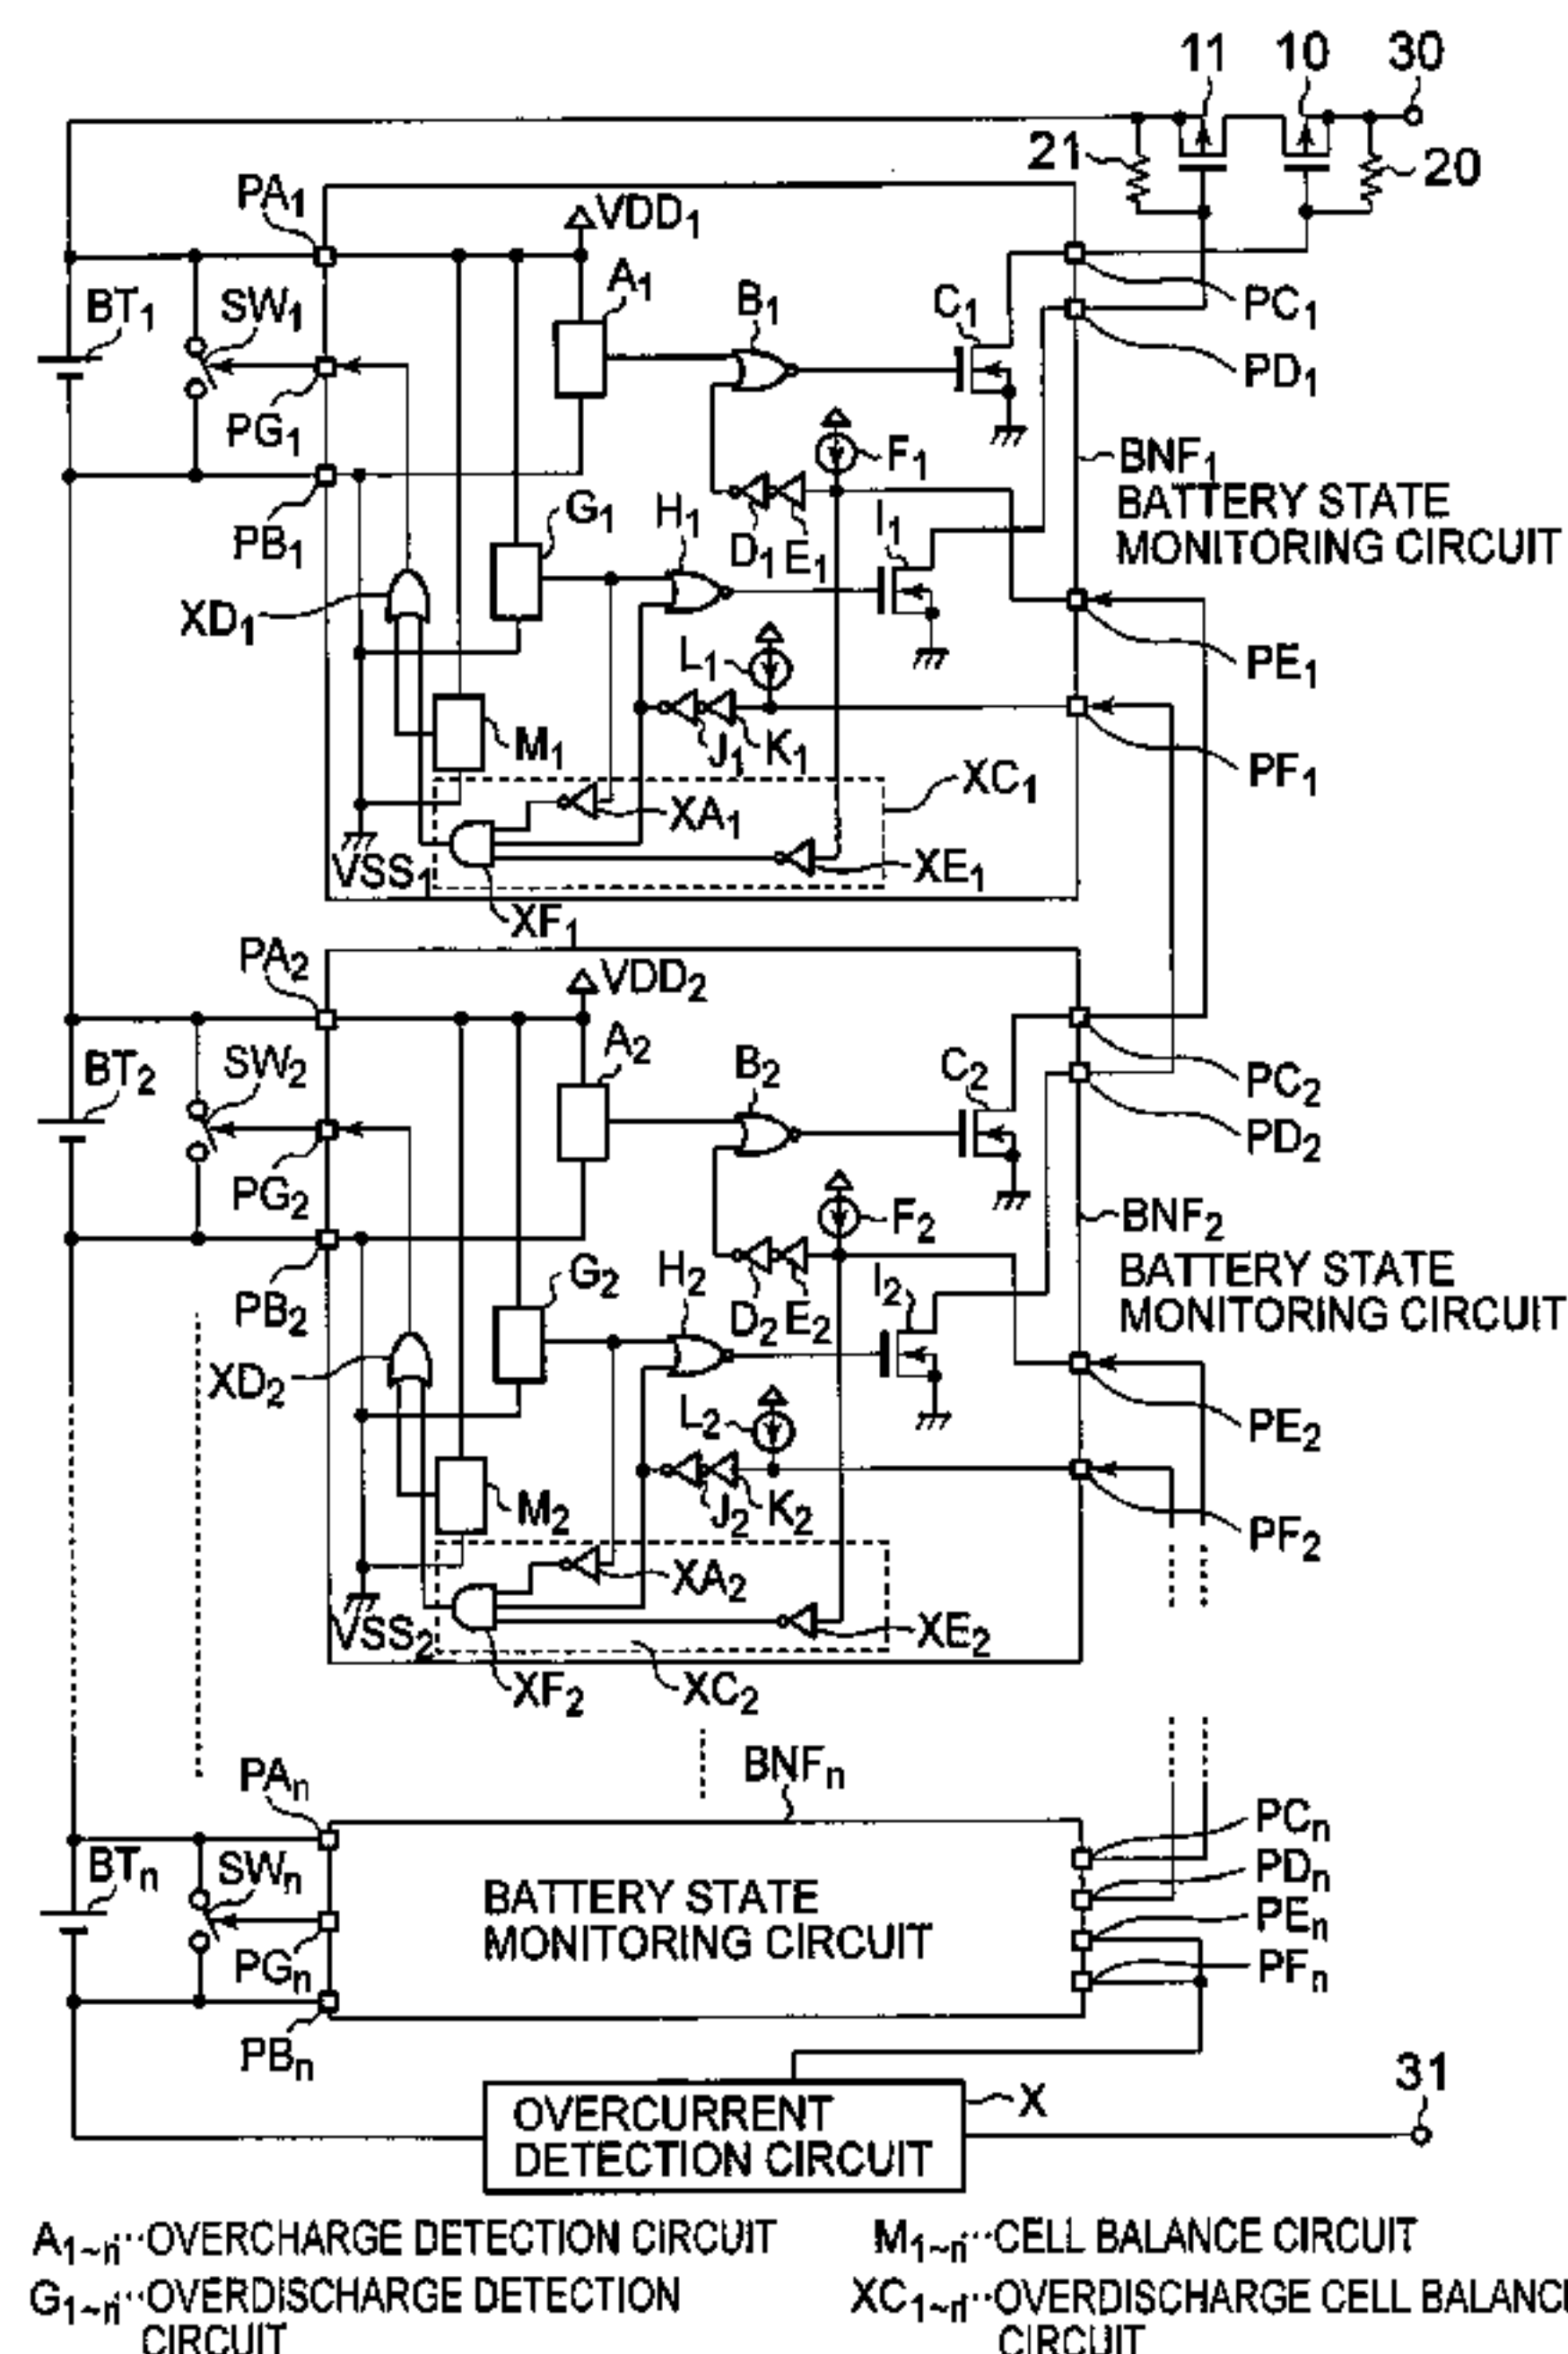 11 10 30
21
20
PA1
VDD1
A1
BT1
SW1
B1
C1
PC1
PD1
PG1
F1
BNF1
BATTERY STATE
MONITORING CIRCUIT
PB1
G1
H1
D1 E1
I1
XD1
L1
PE1
M1
J1 K1
PF1
XC1
XA1
VSS1
XE1
XF1
PA2
VDD2
A2
BT2
SW2
B2
C2
PC2
PD2
PG2
F2
BNF2
BATTERY STATE
MONITORING CIRCUIT
PB2
G2
H2
D2 E2
I2
XD2
L2
PE2
M2
J2 K2
PF2
XA2
VSS2
XE2
XF2
XC2
PAn
BNFn
PCn
BTn
SWn
PDn
BATTERY STATE
MONITORING CIRCUIT
PEn
PGn
PFn
PBn
31
OVERCURRENT
DETECTION CIRCUIT
X
A1~n···OVERCHARGE DETECTION CIRCUIT
M1~n···CELL BALANCE CIRCUIT
G1~n···OVERDISCHARGE DETECTION
CIRCUIT
XC1~n···OVERDISCHARGE CELL BALANCE
CIRCUIT